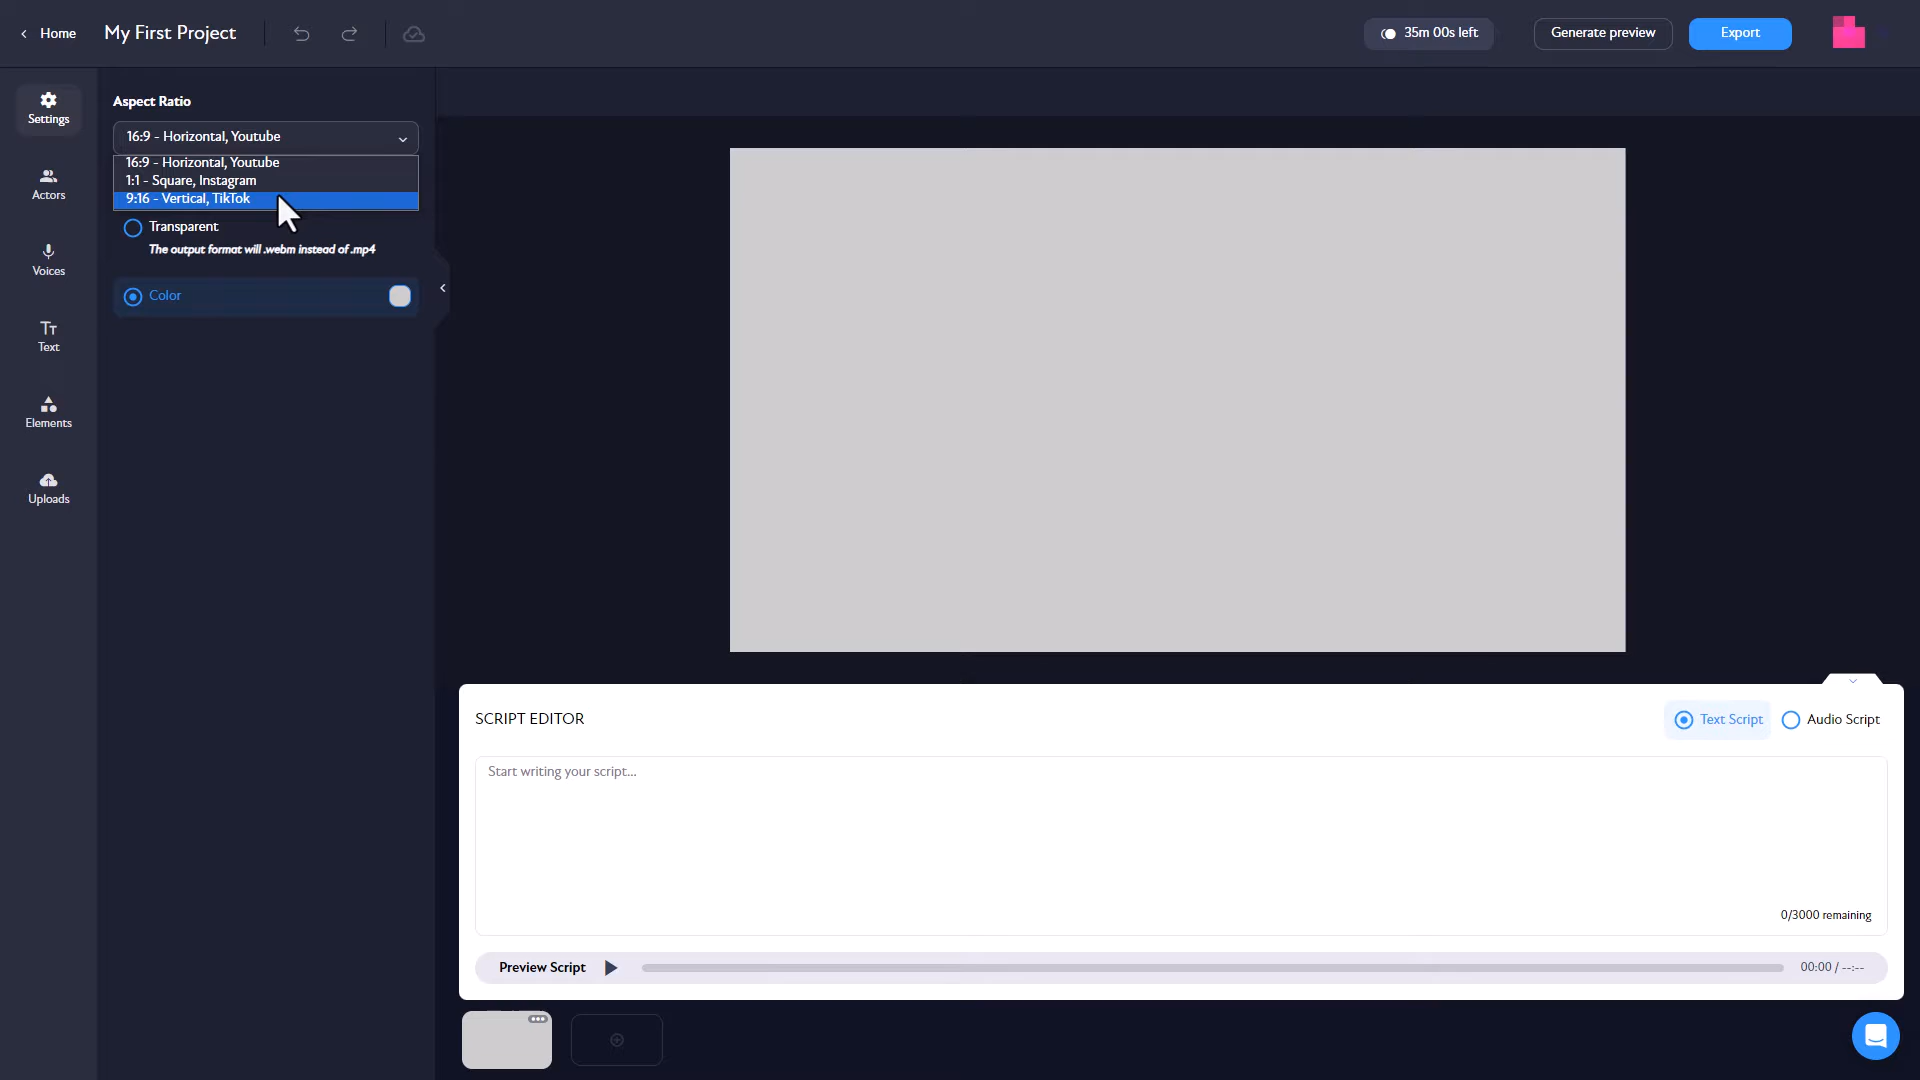 Home
My First Project
35m 00s left
Generate preview
Export
Settings
Actors
Voices
Text
Elements
Uploads
Aspect Ratio
16:9 - Horizontal, Youtube
16:9 - Horizontal, Youtube
1:1 - Square, Instagram
9:16 - Vertical, TikTok
Transparent
The output format will .webm instead of .mp4
Color
SCRIPT EDITOR
Text Script
Audio Script
Start writing your script...
0/3000 remaining
Preview Script
00:00 / --:--